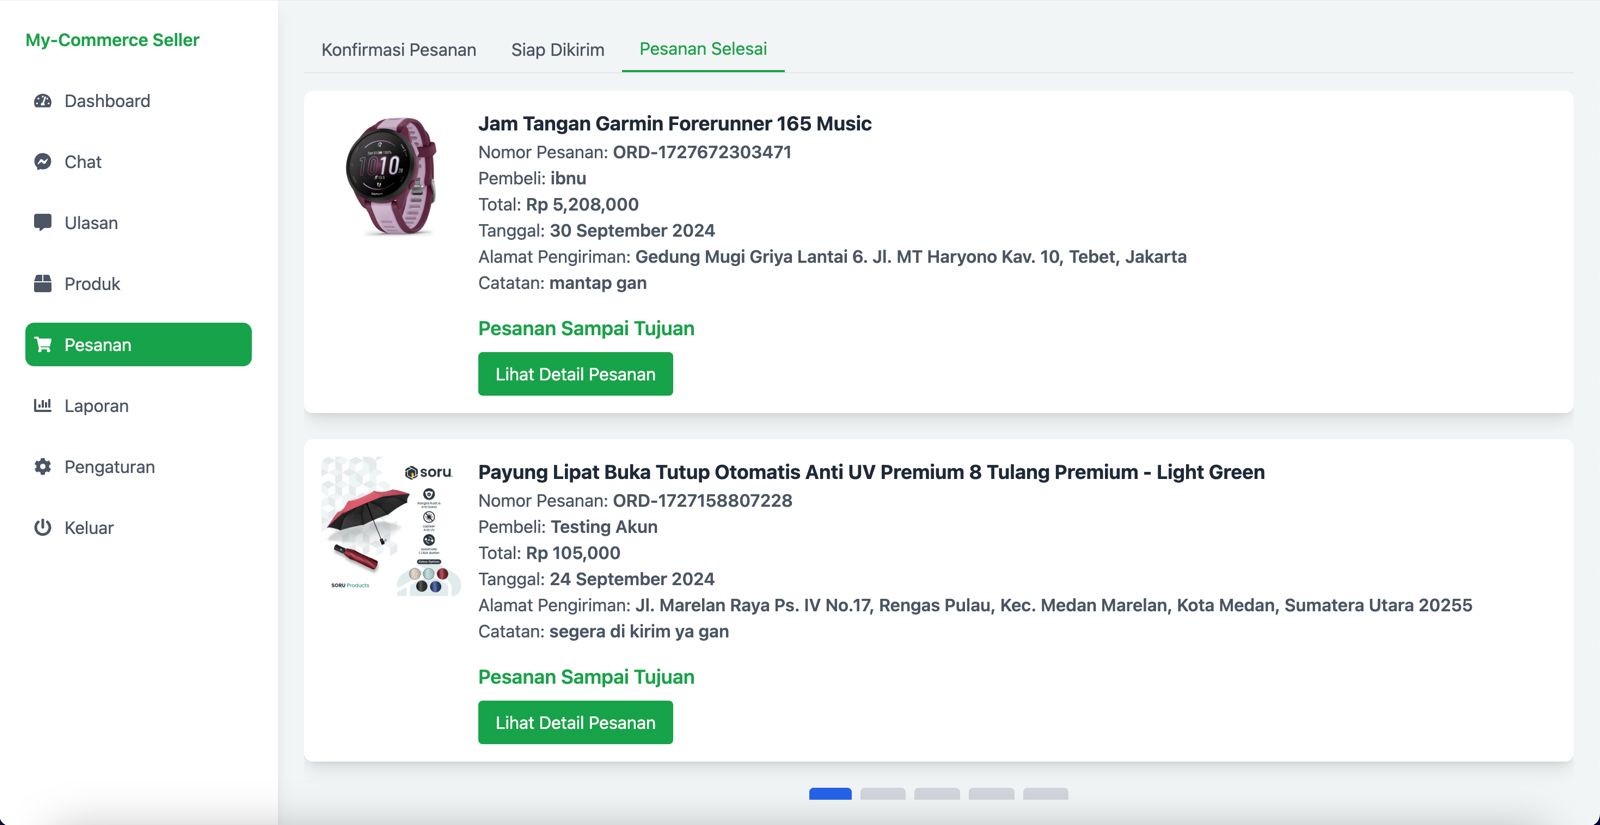 My-Commerce Seller
Dashboard
Chat
Ulasan
Produk
Pesanan
Laporan
Pengaturan
Keluar
Konfirmasi Pesanan
Siap Dikirim
Pesanan Selesai
Jam Tangan Garmin Forerunner 165 Music
Nomor Pesanan: ORD-1727672303471
Pembeli: ibnu
Total: Rp 5,208,000
Tanggal: 30 September 2024
Alamat Pengiriman: Gedung Mugi Griya Lantai 6. Jl. MT Haryono Kav. 10, Tebet, Jakarta
Catatan: mantap gan
Pesanan Sampai Tujuan
Lihat Detail Pesanan
10:10
soru
SORU Products
Payung Lipat Buka Tutup Otomatis Anti UV Premium 8 Tulang Premium - Light Green
Nomor Pesanan: ORD-1727158807228
Pembeli: Testing Akun
Total: Rp 105,000
Tanggal: 24 September 2024
Alamat Pengiriman: Jl. Marelan Raya Ps. IV No.17, Rengas Pulau, Kec. Medan Marelan, Kota Medan, Sumatera Utara 20255
Catatan: segera di kirim ya gan
Pesanan Sampai Tujuan
Lihat Detail Pesanan